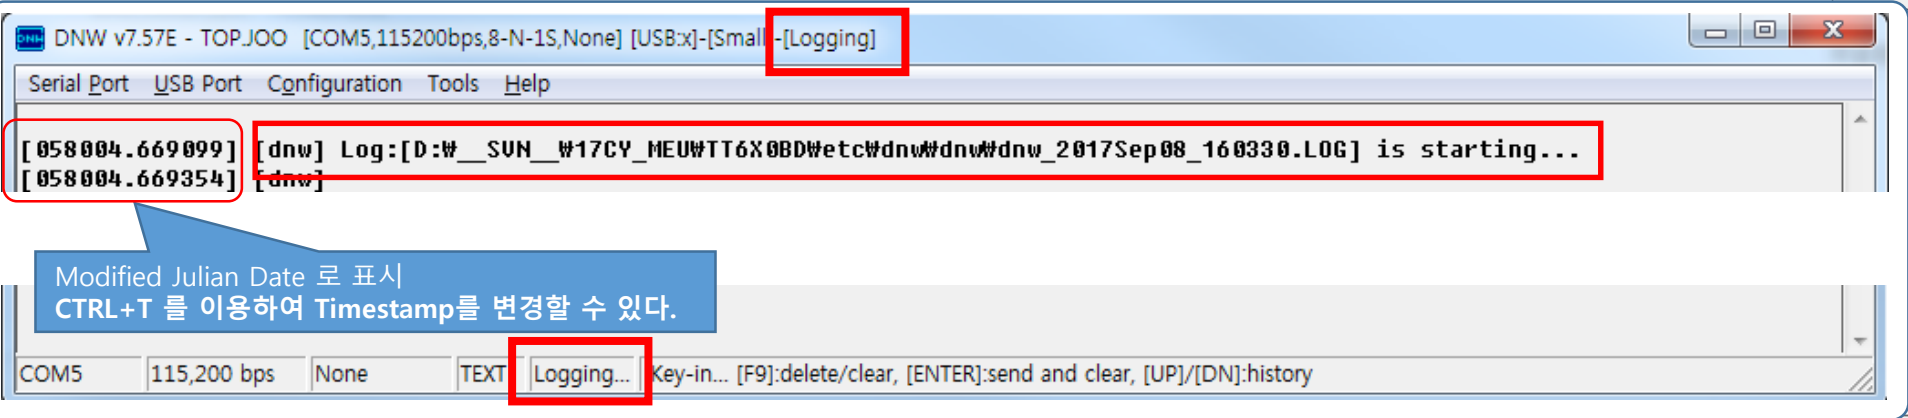 DNW v7.57E - TOP.JOO [COM5,115200bps,8-N-1S,None] [USB:x]-[Small -[Logging]
Serial Port USB Port Configuration Tools Help
[058004.669099] [dnw] Log:[D:₩__SVN__₩17CY_MEU₩TT6X0BD₩etc₩dnw₩dnw₩dnw_2017Sep08_160330.LOG] is starting...
[058004.669354] [dnw]
Modified Julian Date 로 표시
CTRL+T 를 이용하여 Timestamp를 변경할 수 있다.
COM5 115,200 bps None TEXT Logging... Key-in... [F9]:delete/clear, [ENTER]:send and clear, [UP]/[DN]:history